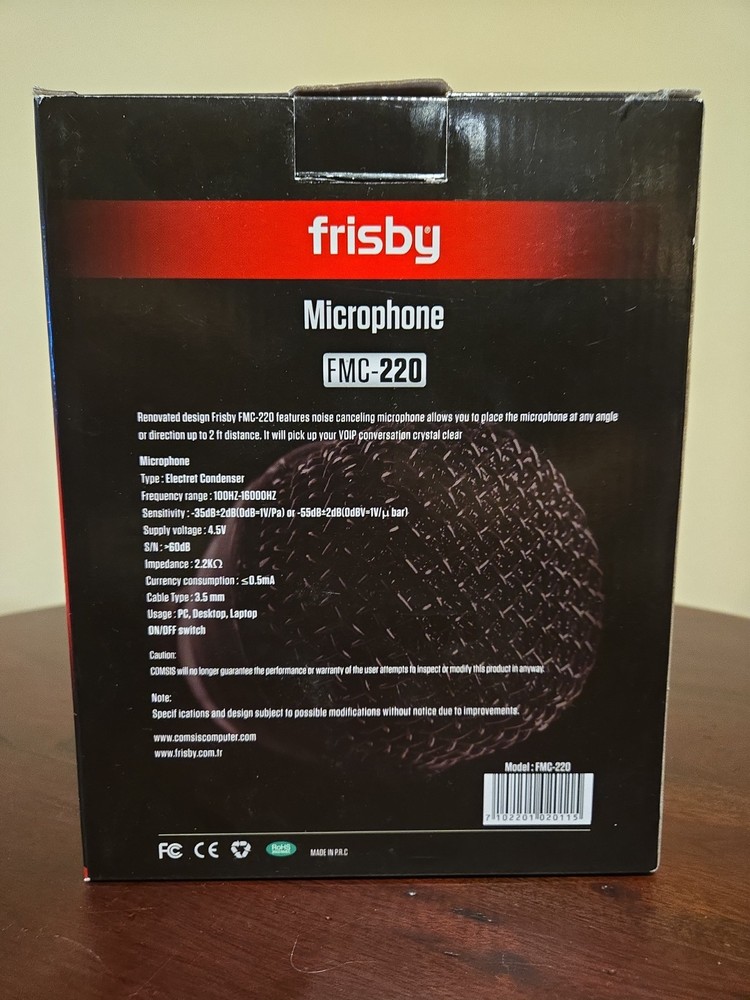 frisby
Microphone
FMC-220
Renovated design Frisby FMC-220 features noise canceling microphone allows you to place the microphone at any angle
or direction up to 2 ft distance. It will pick up your VOIP conversation crystal clear
Microphone
Type : Electret Condenser
Frequency range : 100HZ-16000HZ
Sensitivity : -35dB±2dB(0dB=1V/Pa) or -55dB±2dB(0dBV=1V/μ bar)
Supply voltage : 4.5V
S/N : >60dB
Impedance : 2.2KΩ
Currency consumption : ≤0.5mA
Cable Type : 3.5 mm
Usage : PC, Desktop, Laptop
ON/OFF switch
Caution:
COMSIS will no longer guarantee the performance or warranty of the user attempts to inspect or modify this product in anyway.
Note:
Specif ications and design subject to possible modifications without notice due to improvements.
www.comsiscomputer.com
www.frisby.com.tr
Model : FMC-220
7 102201 020115
FC CE RoHS MADE IN P.R.C